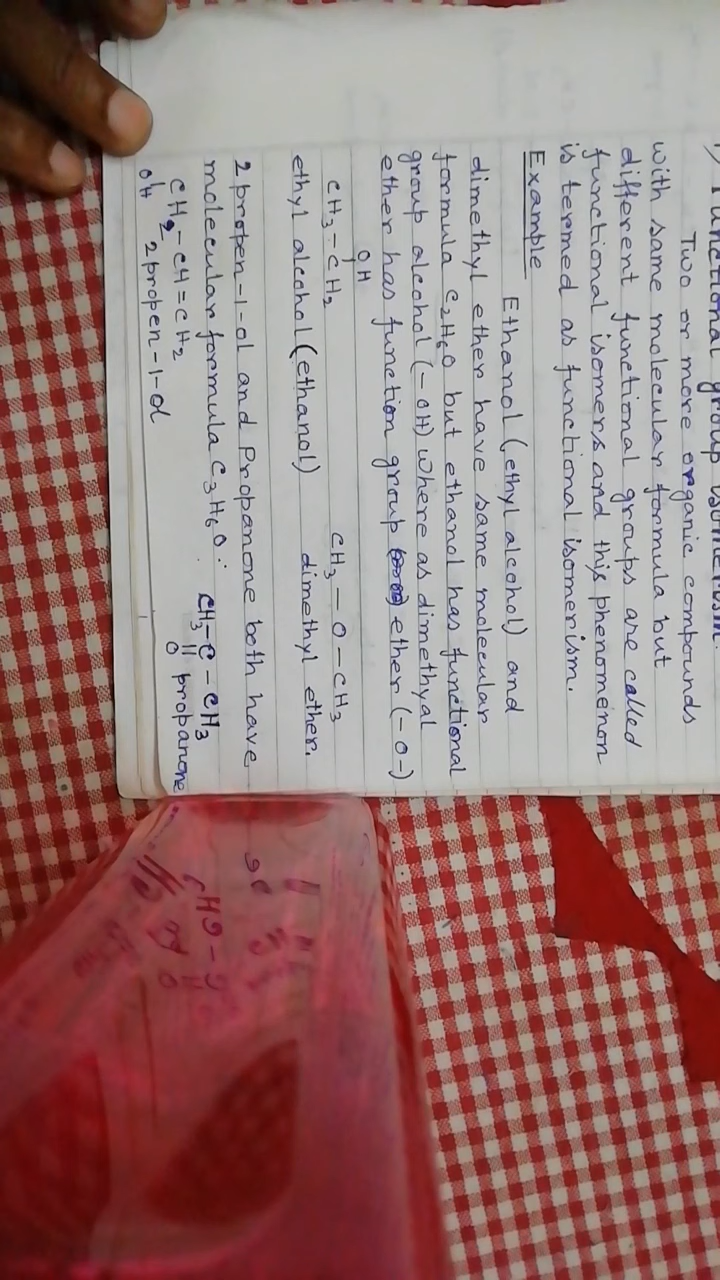 1) Functional group isomerism.
Two or more organic compounds
with same molecular formula but
different functional groups are called
functional isomers and this phenomenon
is termed as functional isomerism.
Example
Ethanol (ethyl alcohol) and
dimethyl ether have same molecular
formula C2H6O but ethanol has functional
group alcohol (-OH) where as dimethyal
ether has function group ether (-O-)
OH
CH3-CH2 CH3-O-CH3
ethyl alcohol (ethanol) dimethyl ether.
2 propen-1-ol and Propanone both have
molecular formula C3H6O:
CH2-CH=CH2 CH3-C-CH3
OH 2 propen-1-ol O propanone